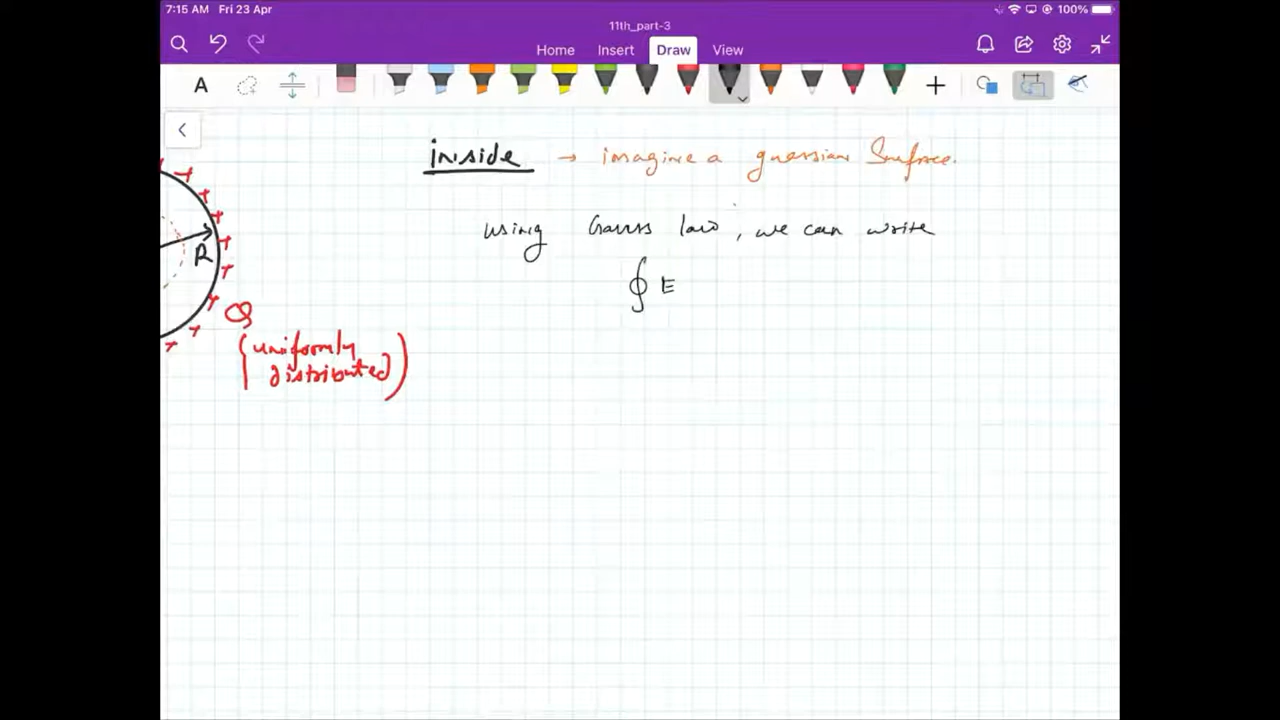 7:15 AM Fri 23 Apr
100%
11th_part-3
Home Insert Draw View
A
inside → imagine a guassian Surface.
using Gauss law, we can write
∮ E
+ + + + + + + + +
R
Q
(uniformly
distributed)